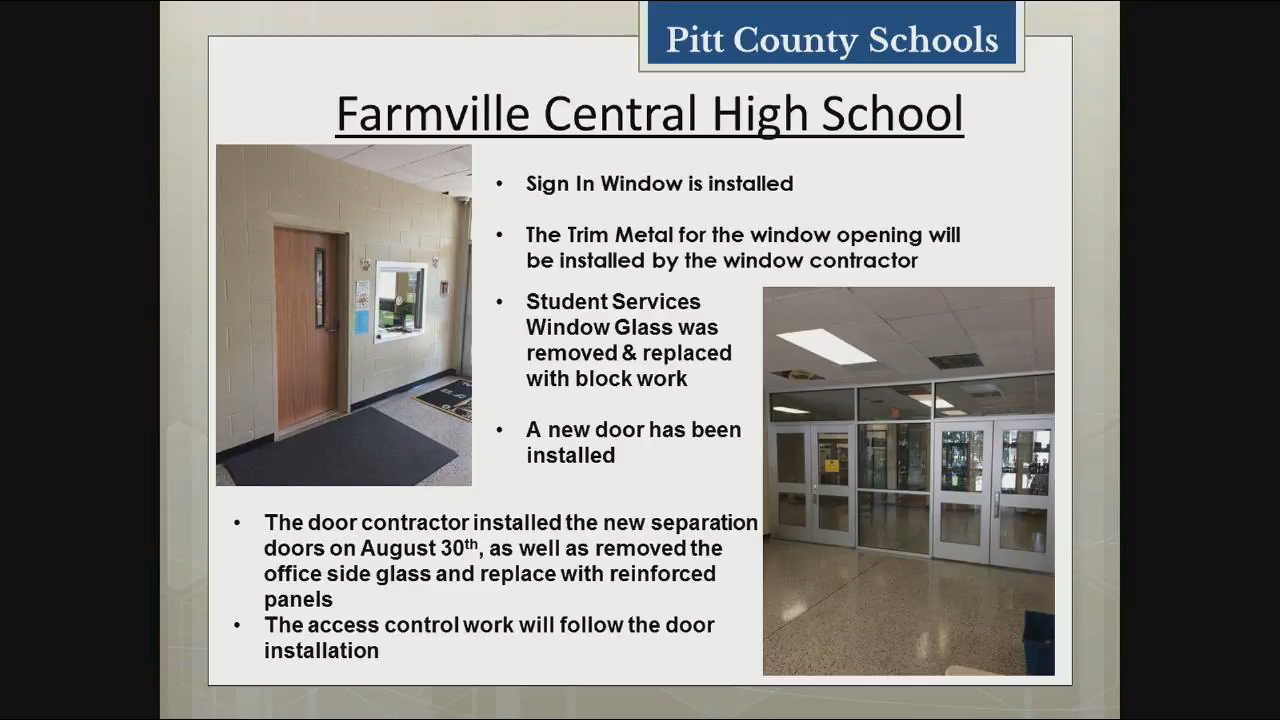 Pitt County Schools
Farmville Central High School
• Sign In Window is installed
• The Trim Metal for the window opening will
be installed by the window contractor
• Student Services
Window Glass was
removed & replaced
with block work
• A new door has been
installed
• The door contractor installed the new separation
doors on August 30th, as well as removed the
office side glass and replace with reinforced
panels
• The access control work will follow the door
installation